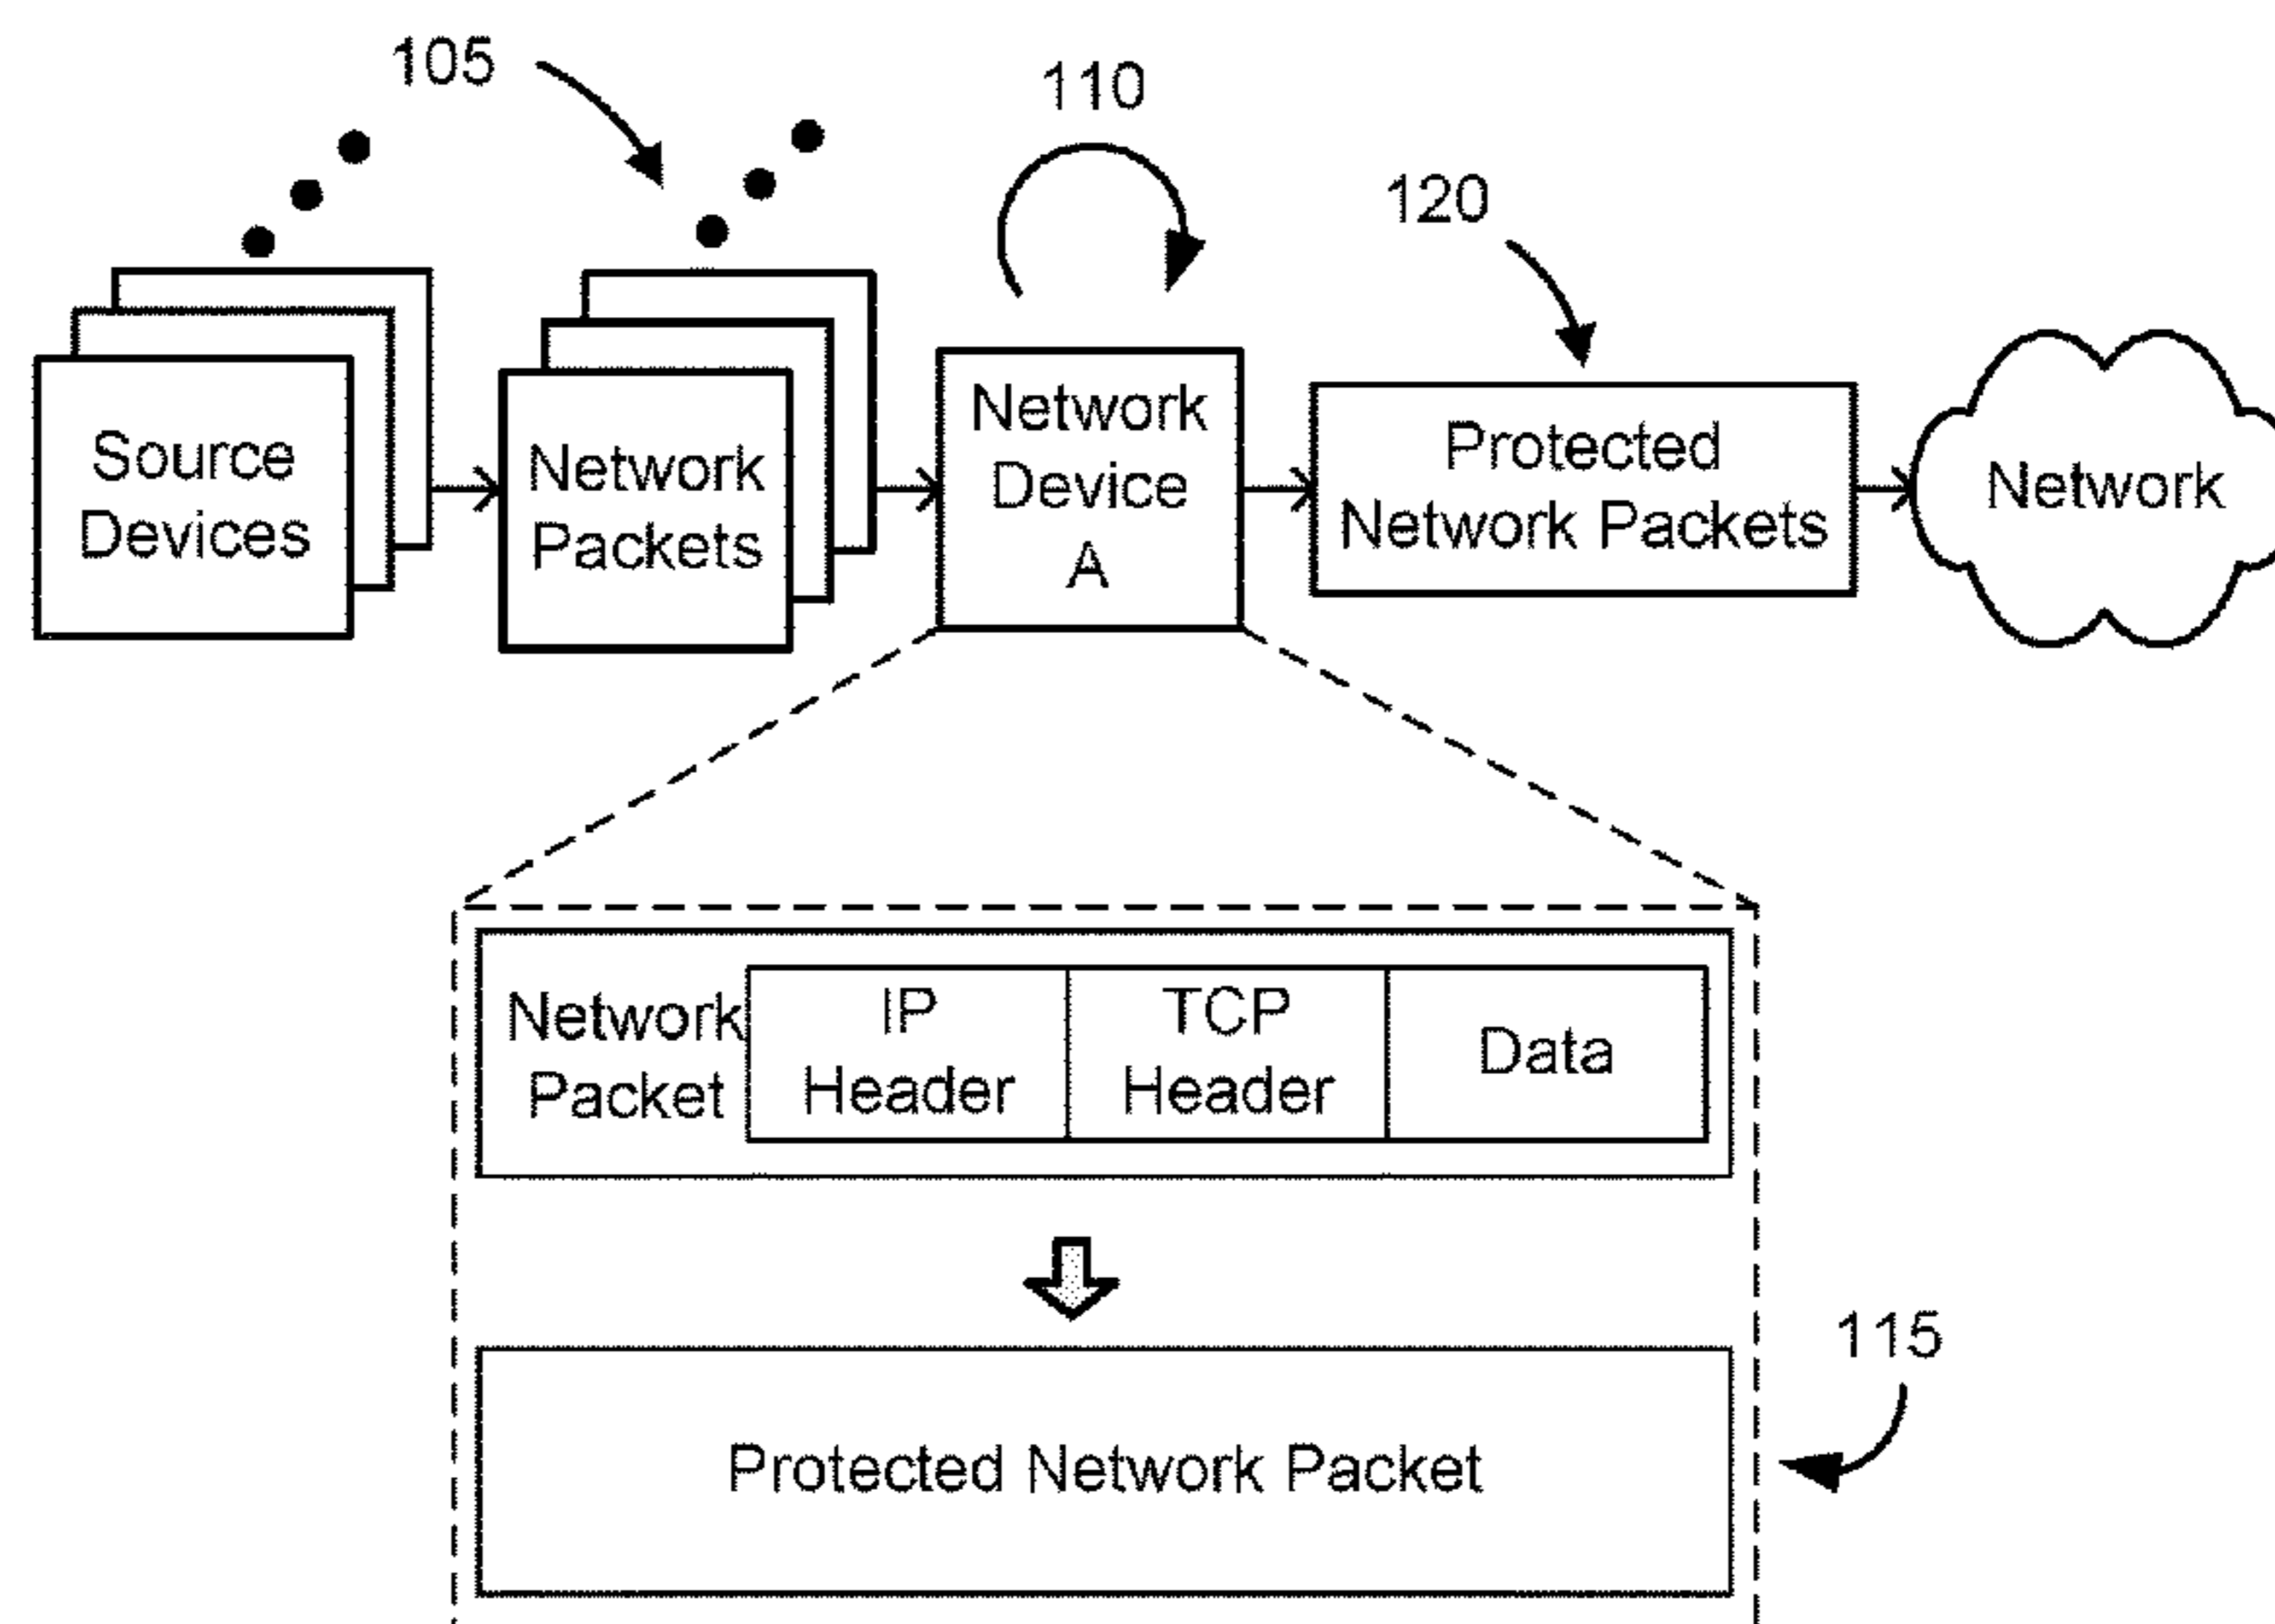 105
110
120
Source
Devices
Network
Packets
Network
Device
A
Protected
Network Packets
Network
Network
Packet
IP
Header
TCP
Header
Data
115
Protected Network Packet